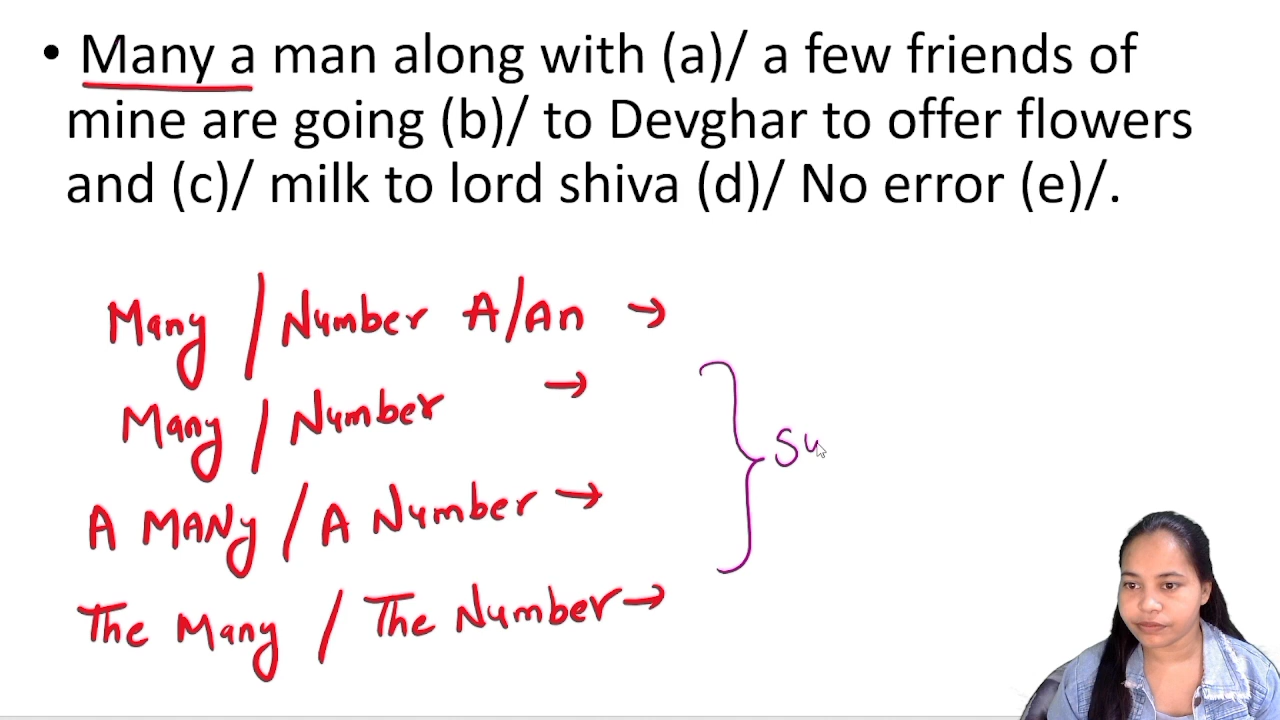 • Many a man along with (a)/ a few friends of
mine are going (b)/ to Devghar to offer flowers
and (c)/ milk to lord shiva (d)/ No error (e)/.
Many / Number A/An →
Many / Number →
A MANy / A Number →
The Many / The Number →
Su